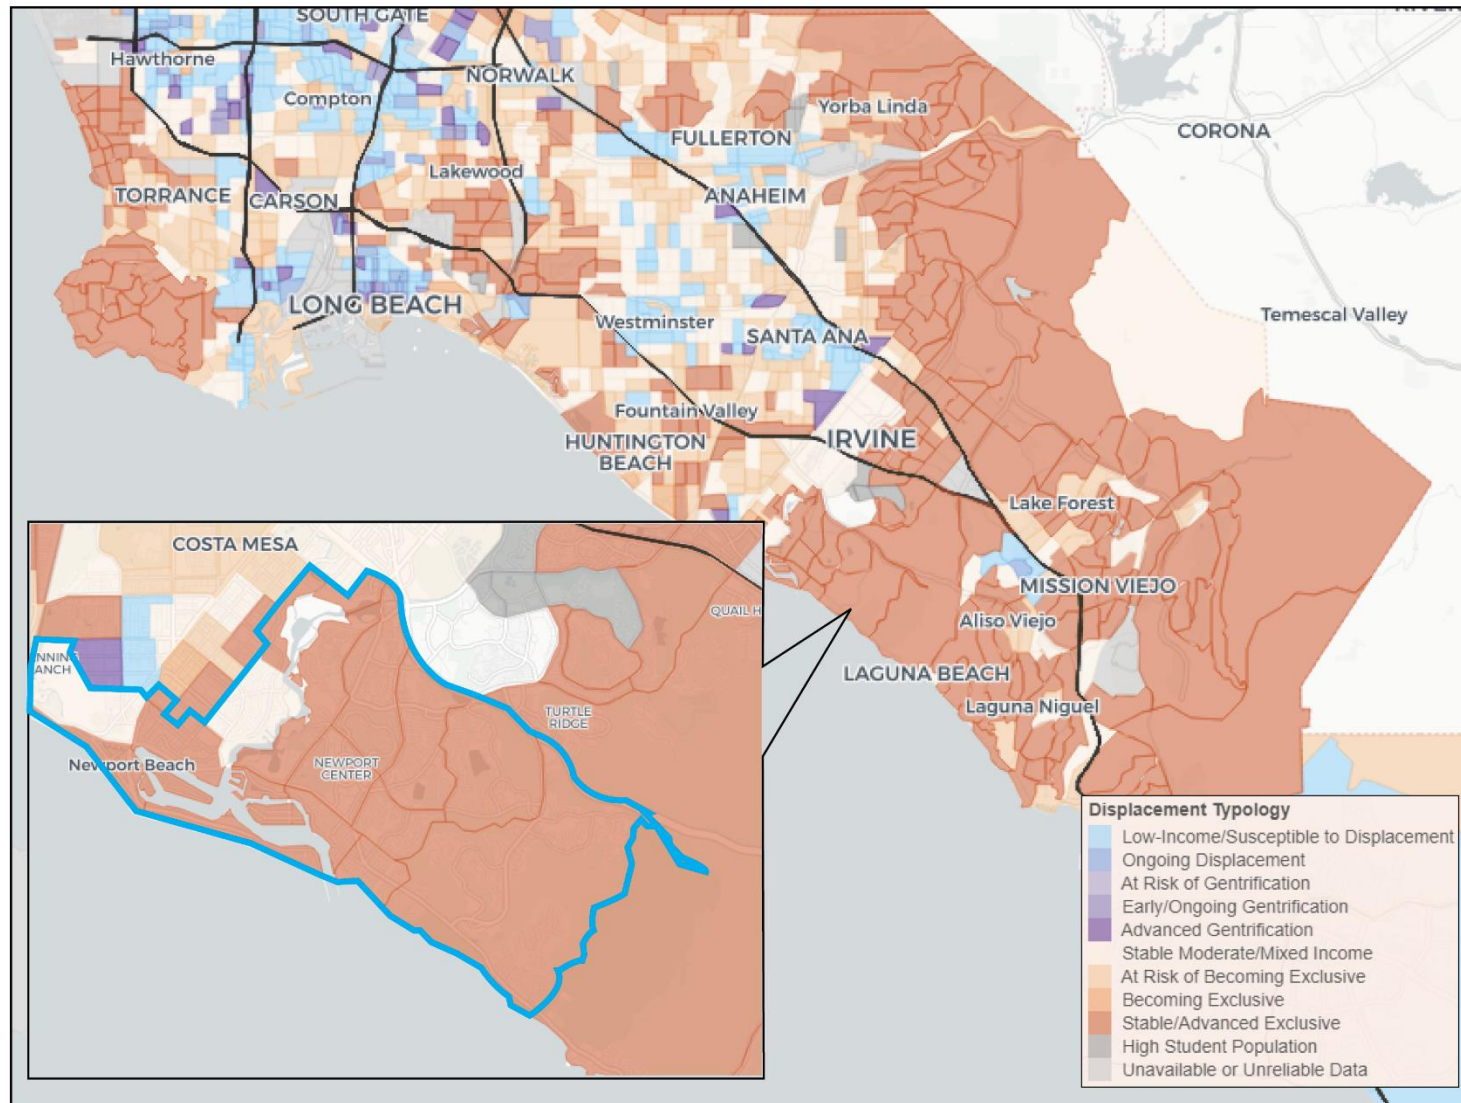 SOUTH GATE
Hawthorne
NORWALK
Compton
Yorba Linda
CORONA
FULLERTON
Lakewood
TORRANCE
CARSON
ANAHEIM
LONG BEACH
Temescal Valley
Westminster
SANTA ANA
Fountain Valley
HUNTINGTON
BEACH
IRVINE
Lake Forest
MISSION VIEJO
Aliso Viejo
LAGUNA BEACH
Laguna Niguel
COSTA MESA
QUAIL H
NNING
ANCH
TURTLE
RIDGE
Newport Beach
NEWPORT
CENTER
Displacement Typology
Low-Income/Susceptible to Displacement
Ongoing Displacement
At Risk of Gentrification
Early/Ongoing Gentrification
Advanced Gentrification
Stable Moderate/Mixed Income
At Risk of Becoming Exclusive
Becoming Exclusive
Stable/Advanced Exclusive
High Student Population
Unavailable or Unreliable Data